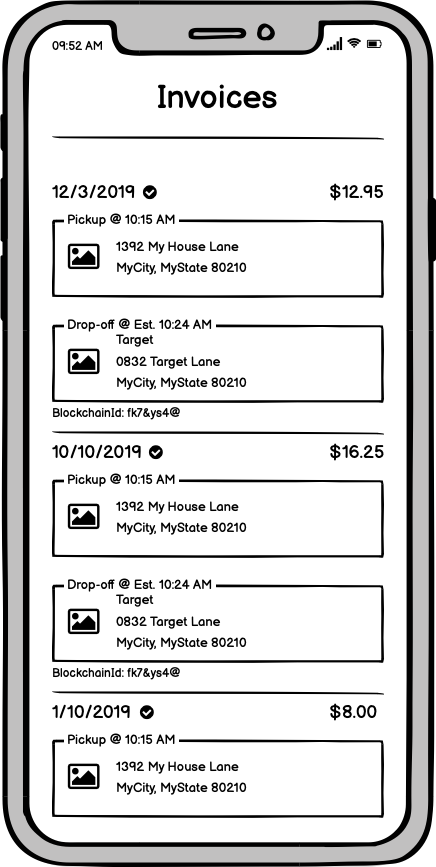 09:52 AM
Invoices
12/3/2019 $12.95
Pickup @ 10:15 AM
1392 My House Lane
MyCity, MyState 80210
Drop-off @ Est. 10:24 AM
Target
0832 Target Lane
MyCity, MyState 80210
BlockchainId: fk7&ys4@
10/10/2019 $16.25
Pickup @ 10:15 AM
1392 My House Lane
MyCity, MyState 80210
Drop-off @ Est. 10:24 AM
Target
0832 Target Lane
MyCity, MyState 80210
BlockchainId: fk7&ys4@
1/10/2019 $8.00
Pickup @ 10:15 AM
1392 My House Lane
MyCity, MyState 80210